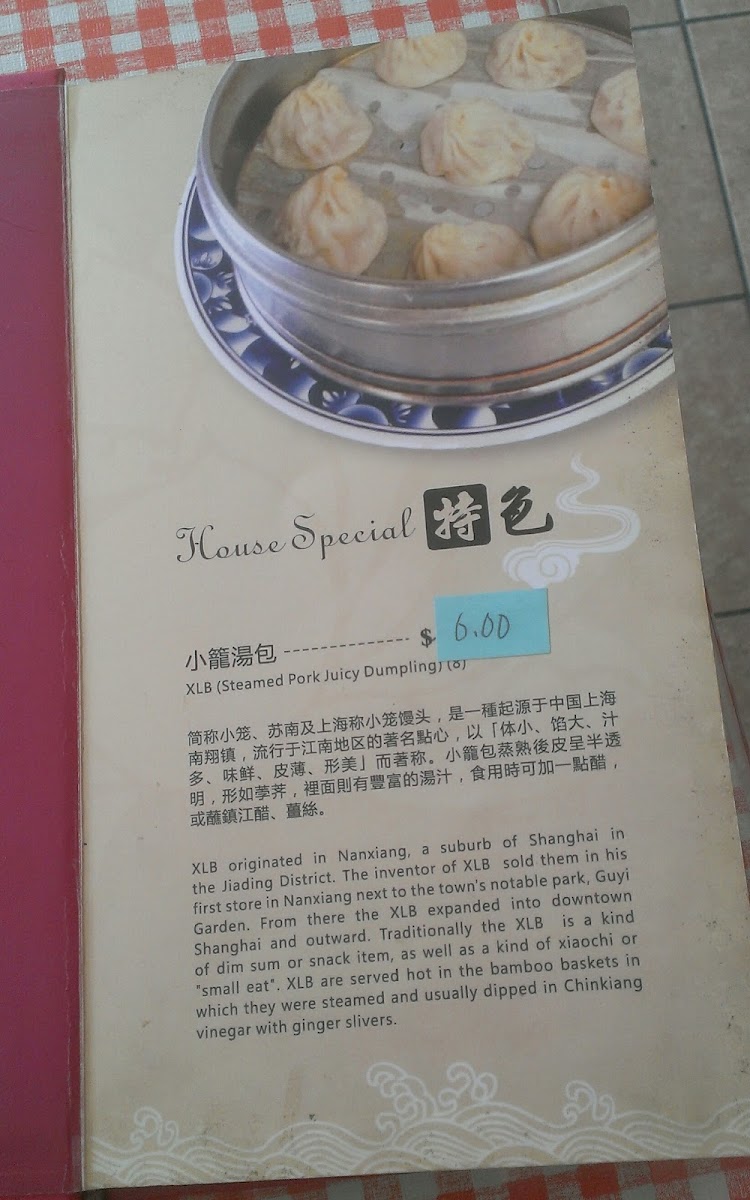 House Special 特色
小籠湯包 -------------- $ 6.00
XLB (Steamed Pork Juicy Dumpling) (8)
简称小笼、苏南及上海称小笼馒头，是一種起源于中国上海
南翔镇，流行于江南地区的著名點心，以「体小、馅大、汁
多、味鲜、皮薄、形美」而著称。小籠包蒸熟後皮呈半透
明，形如荸荠，裡面則有豐富的湯汁，食用時可加一點醋，
或蘸鎮江醋、薑絲。
XLB originated in Nanxiang, a suburb of Shanghai in
the Jiading District. The inventor of XLB sold them in his
first store in Nanxiang next to the town's notable park, Guyi
Garden. From there the XLB expanded into downtown
Shanghai and outward. Traditionally the XLB is a kind
of dim sum or snack item, as well as a kind of xiaochi or
"small eat". XLB are served hot in the bamboo baskets in
which they were steamed and usually dipped in Chinkiang
vinegar with ginger slivers.